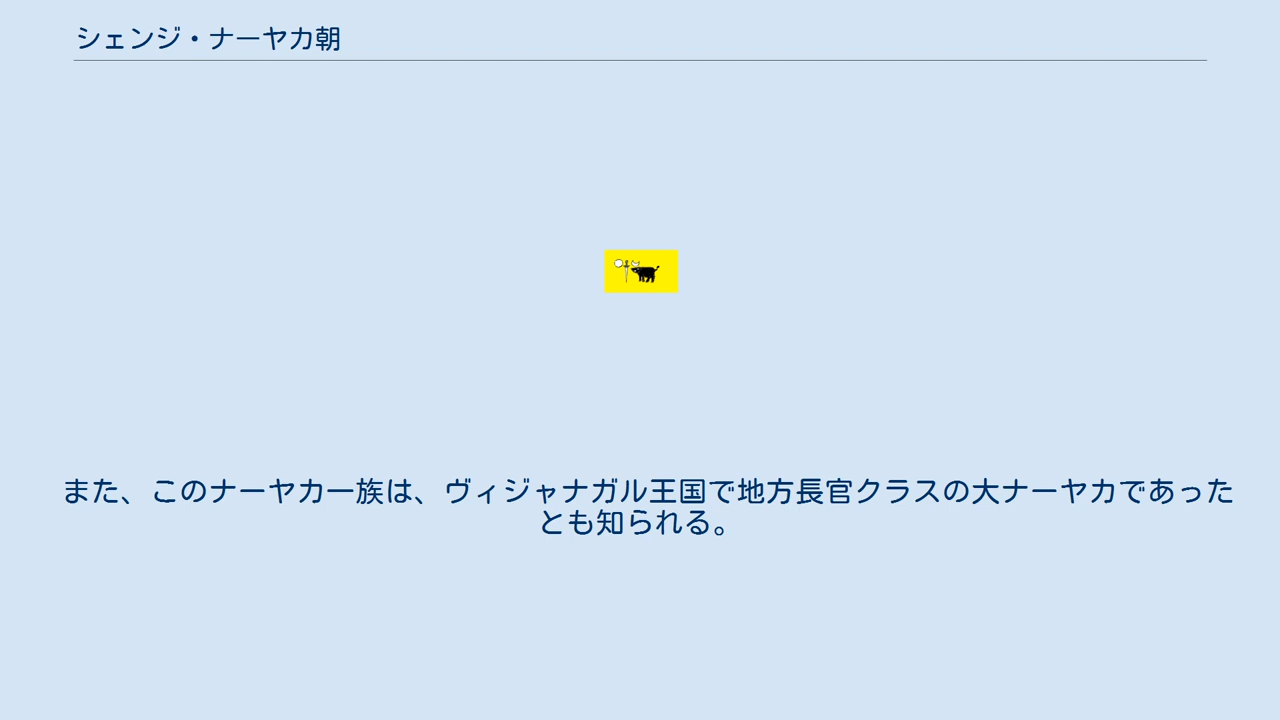 シェンジ・ナーヤカ朝
また、このナーヤカ一族は、ヴィジャナガル王国で地方長官クラスの大ナーヤカであった
とも知られる。